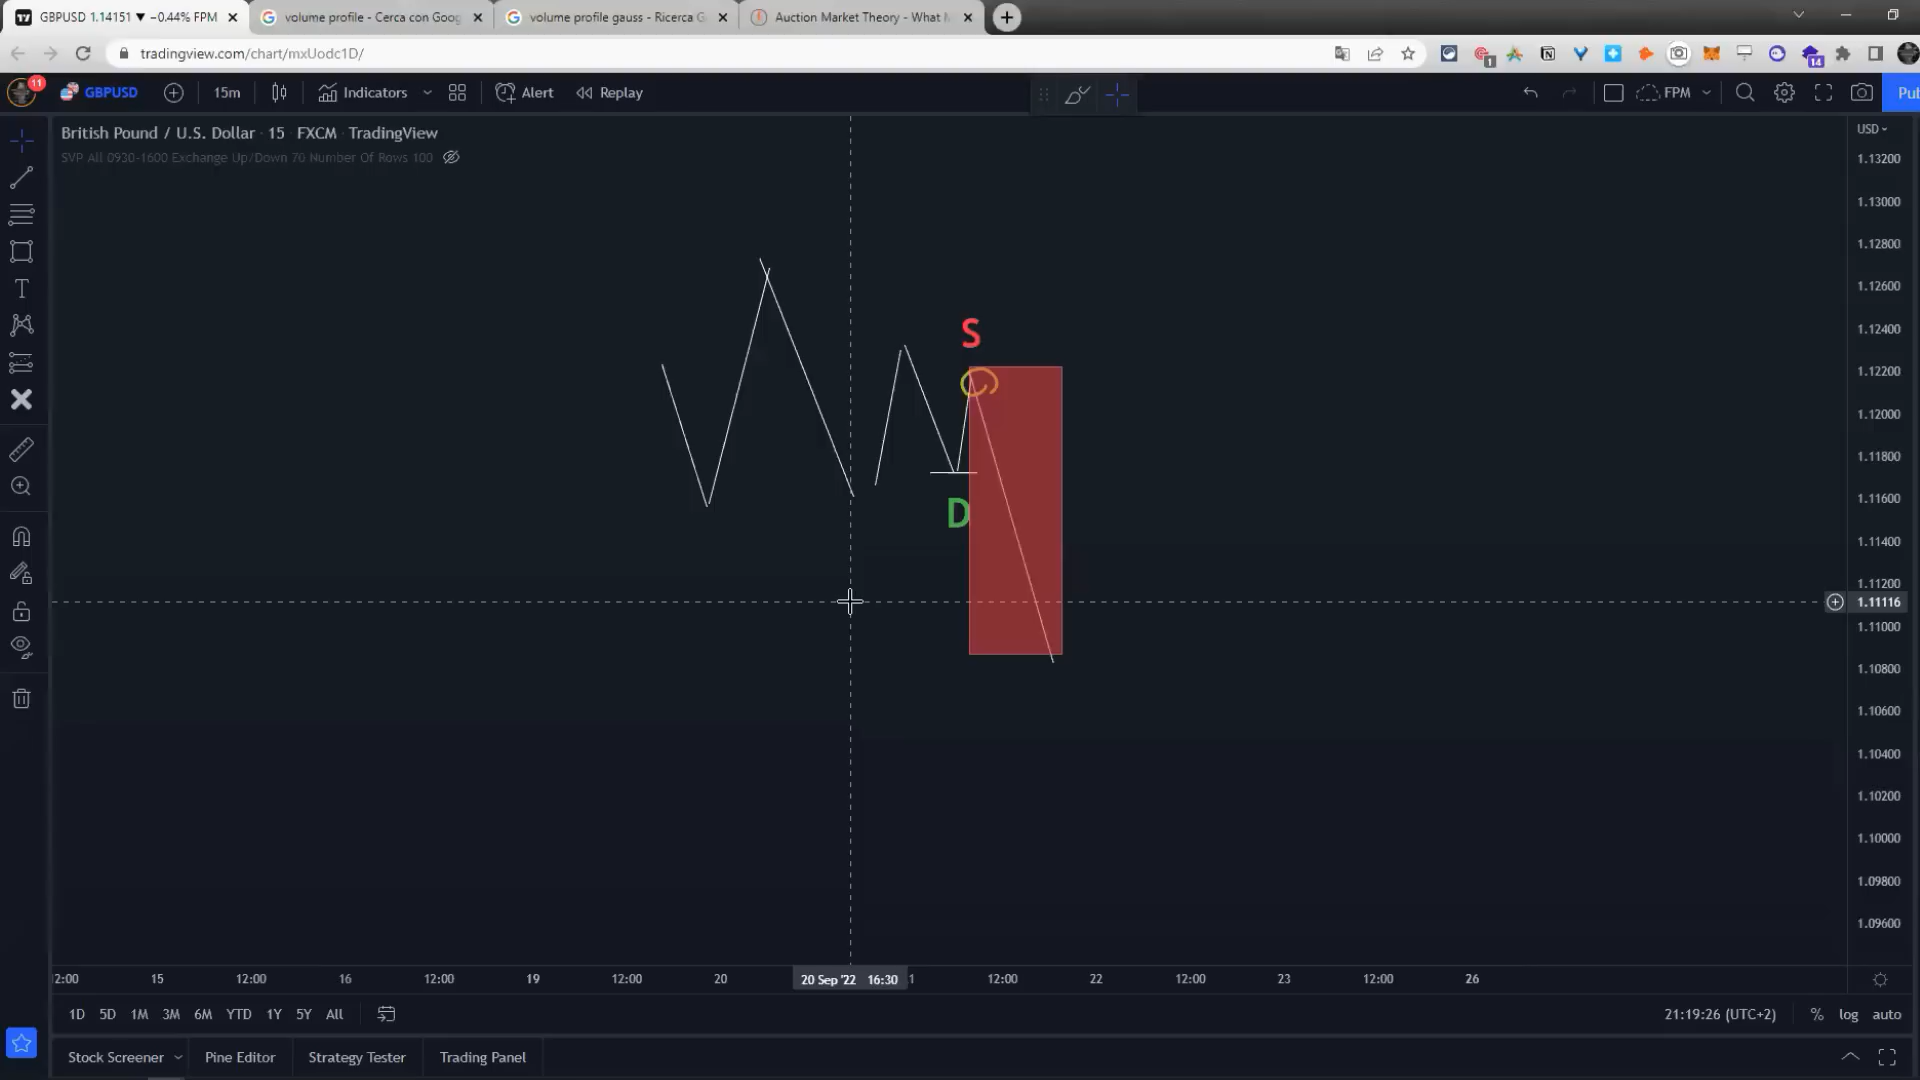 GBPUSD 1.14151 ▼ −0.44% FPM
volume profile - Cerca con Goog
volume profile gauss - Ricerca G
Auction Market Theory - What M
tradingview.com/chart/mxUodc1D/
1
14
11
GBPUSD
15m
Indicators
Alert
Replay
FPM
Pub
British Pound / U.S. Dollar · 15 · FXCM · TradingView
SVP All 0930-1600 Exchange Up/Down 70 Number Of Rows 100
USD
1.13200
1.13000
1.12800
1.12600
1.12400
1.12200
1.12000
1.11800
1.11600
1.11400
1.11200
1.11116
1.11000
1.10800
1.10600
1.10400
1.10200
1.10000
1.09800
1.09600
S
D
12:00 15 12:00 16 12:00 19 12:00 20 20 Sep '22 16:30 1 12:00 22 12:00 23 12:00 26
1D 5D 1M 3M 6M YTD 1Y 5Y All
21:19:26 (UTC+2) % log auto
Stock Screener Pine Editor Strategy Tester Trading Panel